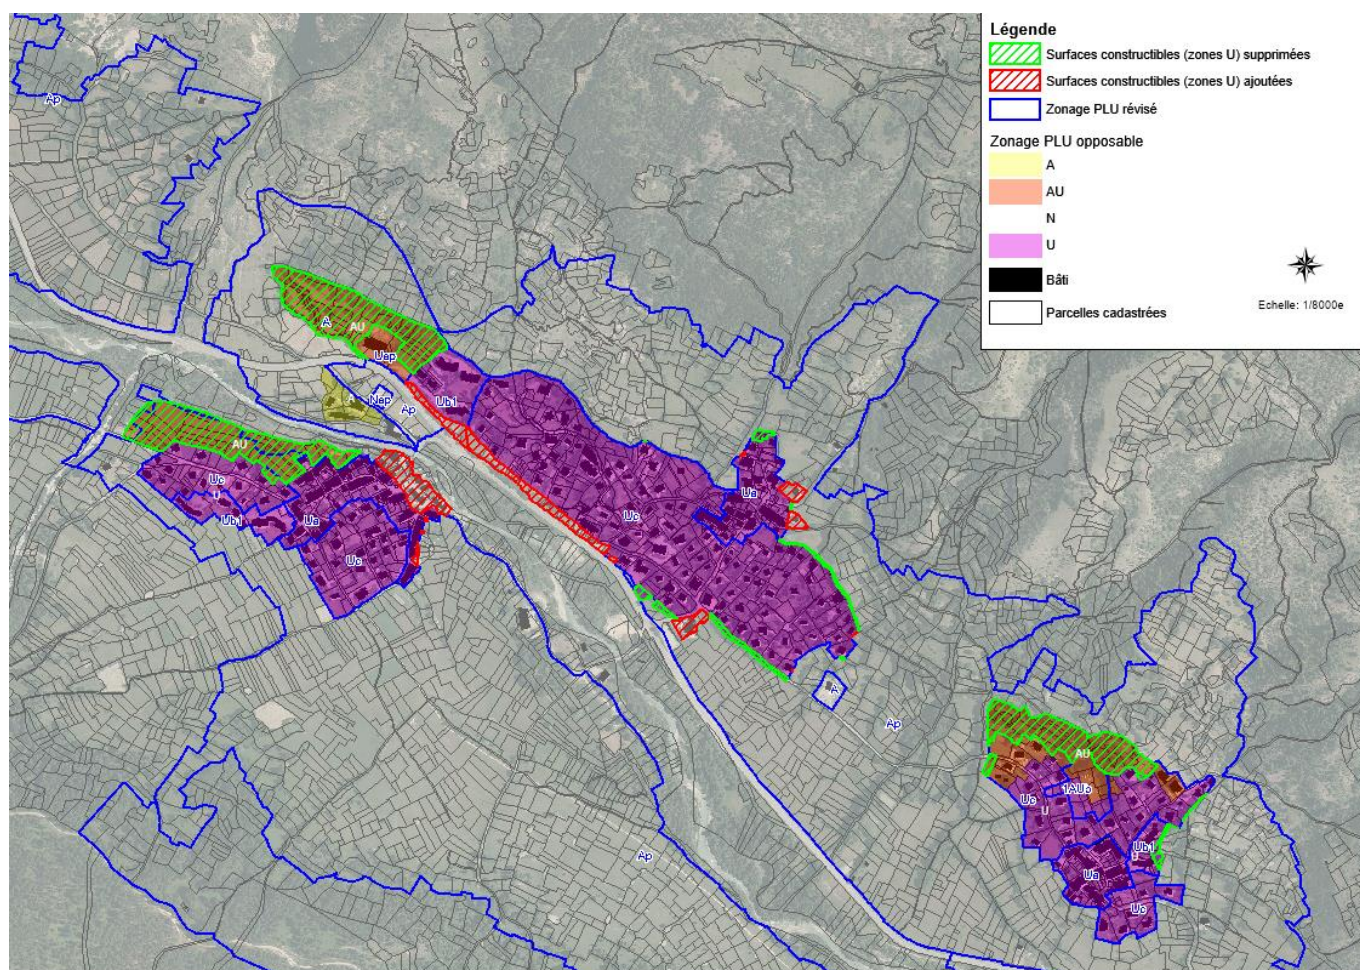 Légende
Surfaces constructibles (zones U) supprimées
Surfaces constructibles (zones U) ajoutées
Zonage PLU révisé
Zonage PLU opposable
A
AU
N
U
Bâti
Parcelles cadastrées
Echelle: 1/8000e
Ap
A
AU
Uep
Ub1
A
Nep
Ap
AU
Uc
U
Ub1
Ua
Uc
Ua
Uc
A
Ap
AU
1AUb
Uc
U
Ub1
Ua
Uc
Ap